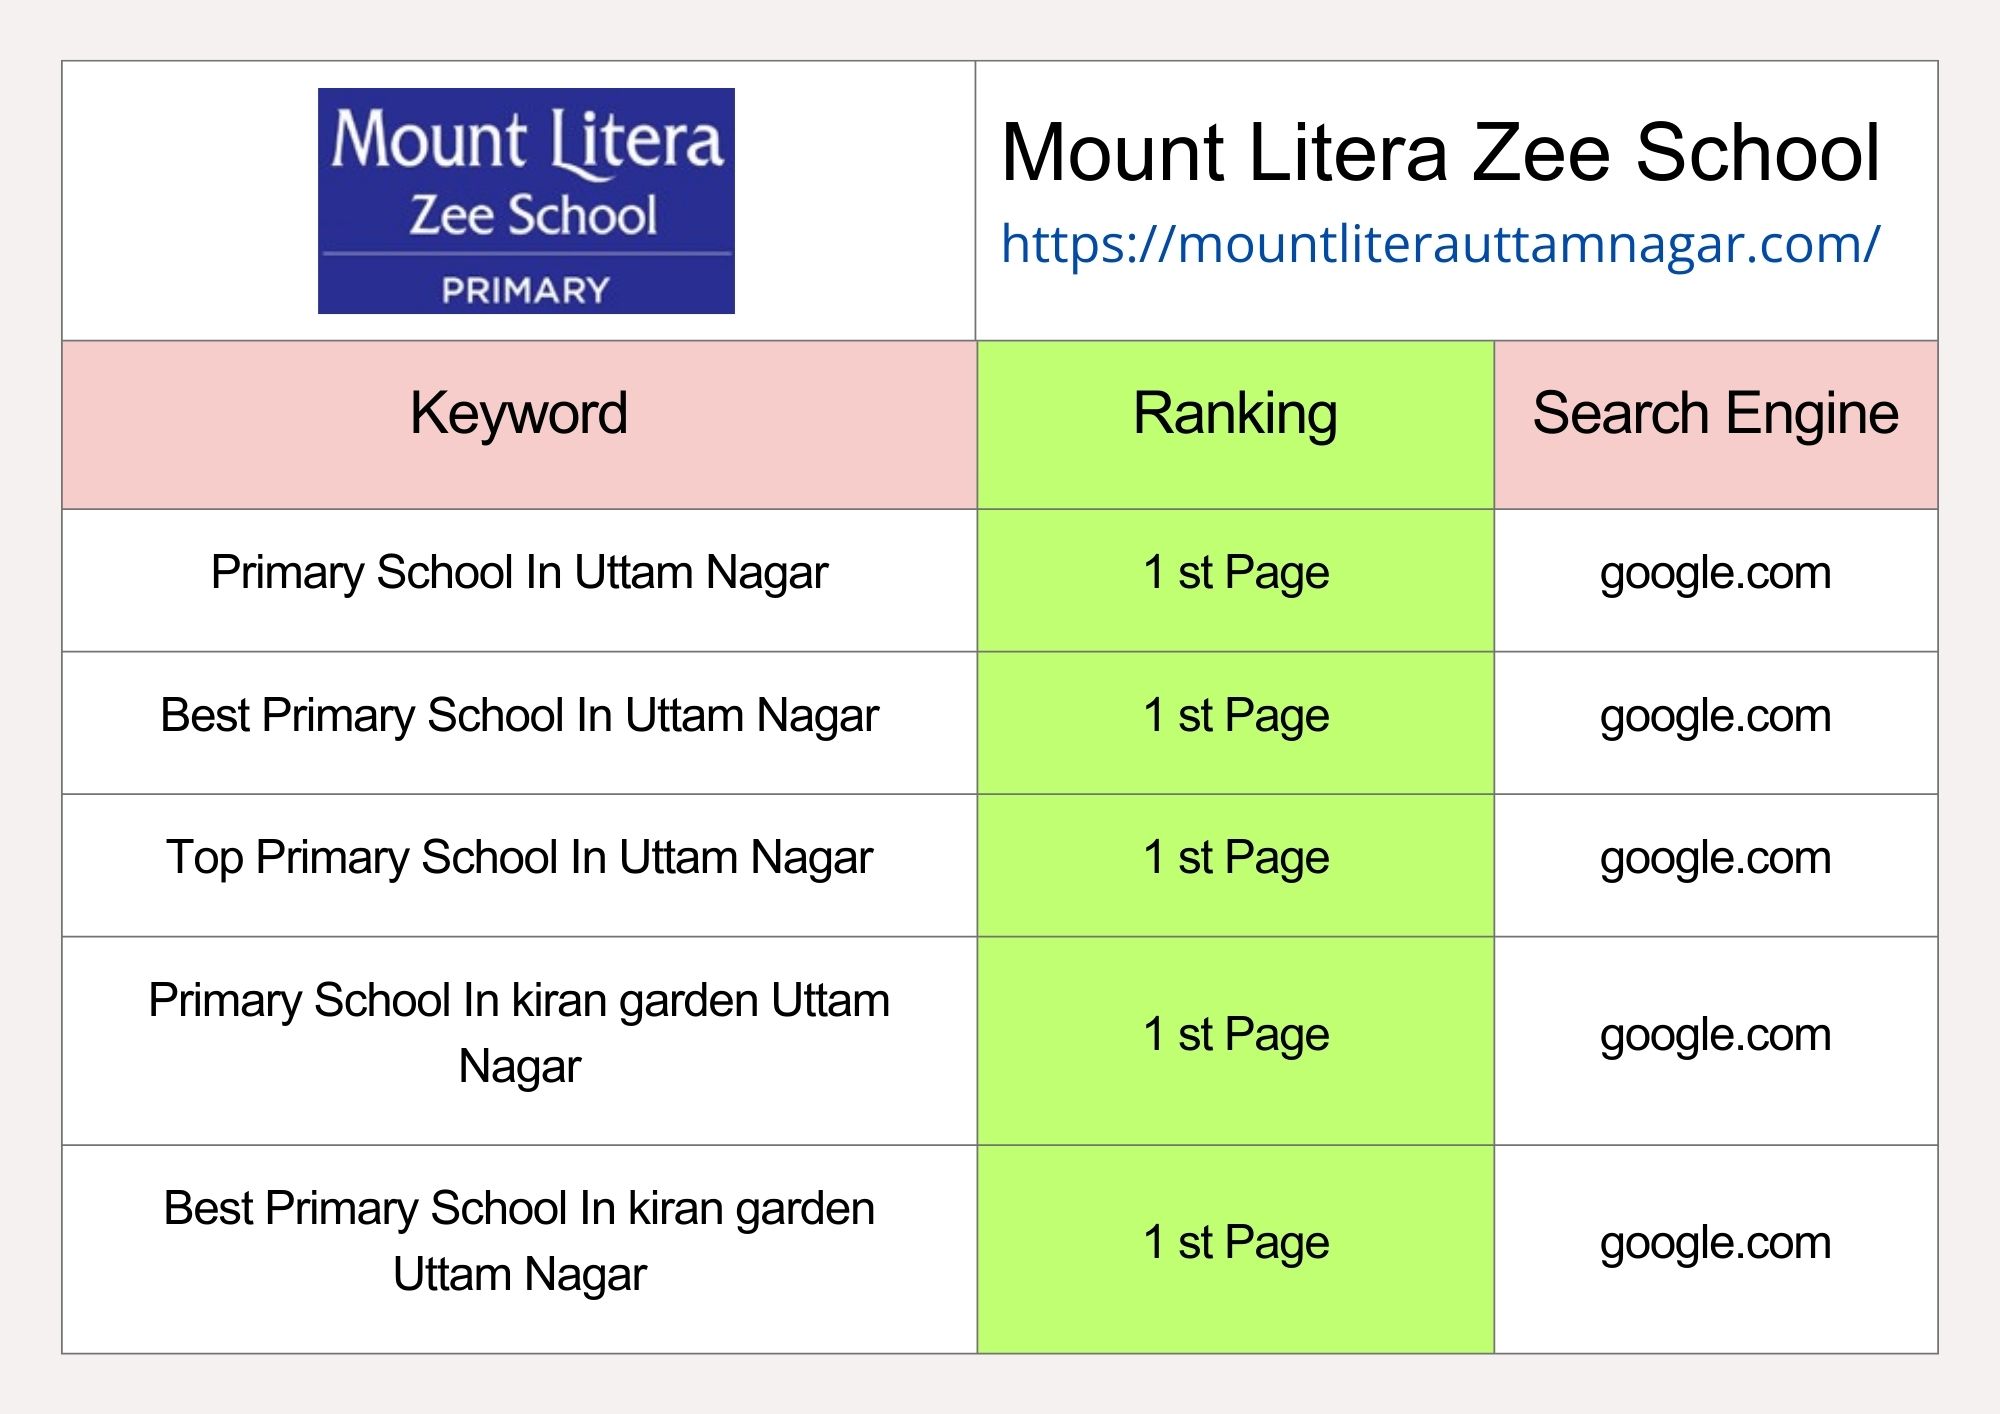 Mount Litera
Zee School
PRIMARY
Mount Litera Zee School
https://mountliterauttamnagar.com/
Keyword
Ranking
Search Engine
Primary School In Uttam Nagar
1 st Page
google.com
Best Primary School In Uttam Nagar
1 st Page
google.com
Top Primary School In Uttam Nagar
1 st Page
google.com
Primary School In kiran garden Uttam
Nagar
1 st Page
google.com
Best Primary School In kiran garden
Uttam Nagar
1 st Page
google.com